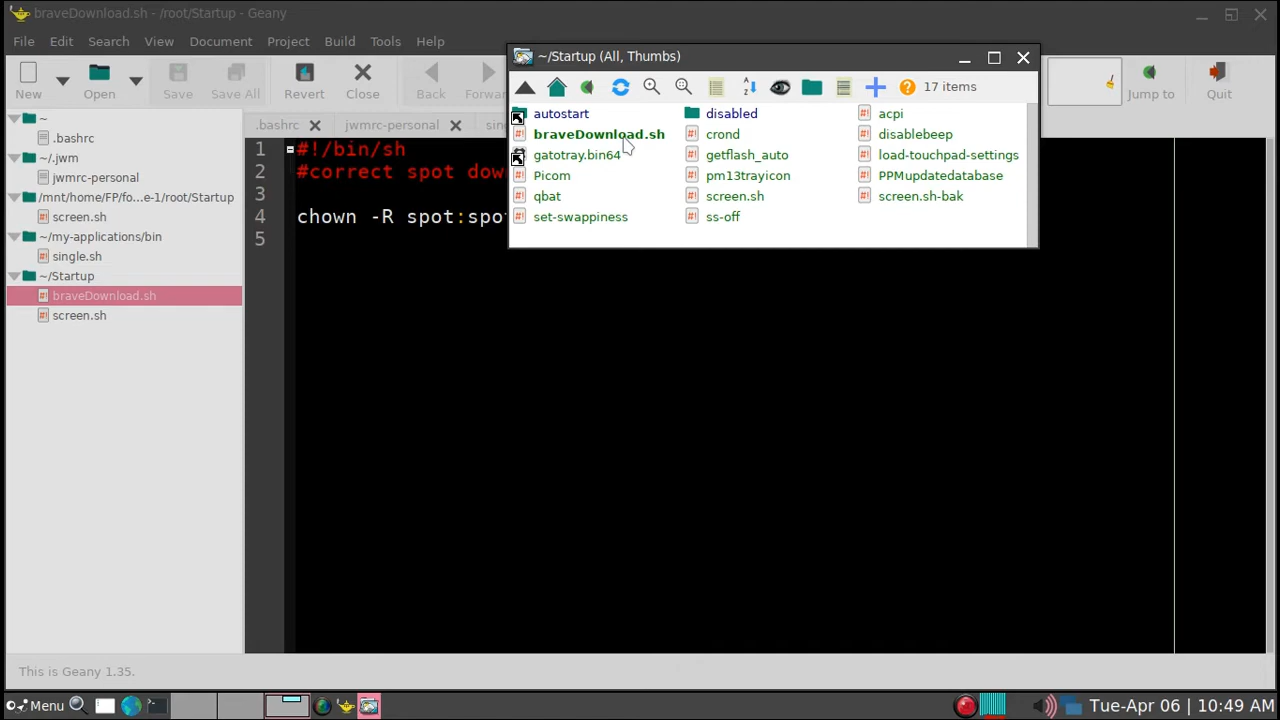 braveDownload.sh - /root/Startup - Geany
File Edit Search View Document Project Build Tools Help
New Open Save Save All Revert Close Back Forward Jump to Quit
~
.bashrc
~/.jwm
jwmrc-personal
/mnt/home/FP/fo...e-1/root/Startup
screen.sh
~/my-applications/bin
single.sh
~/Startup
braveDownload.sh
screen.sh
.bashrc jwmrc-personal sin
1 #!/bin/sh
2 #correct spot dow
3
4 chown -R spot:spo
5
~/Startup (All, Thumbs)
17 items
autostart disabled acpi
braveDownload.sh crond disablebeep
gatotray.bin64 getflash_auto load-touchpad-settings
Picom pm13trayicon PPMupdatedatabase
qbat screen.sh screen.sh-bak
set-swappiness ss-off
This is Geany 1.35.
Menu Tue-Apr 06 | 10:49 AM